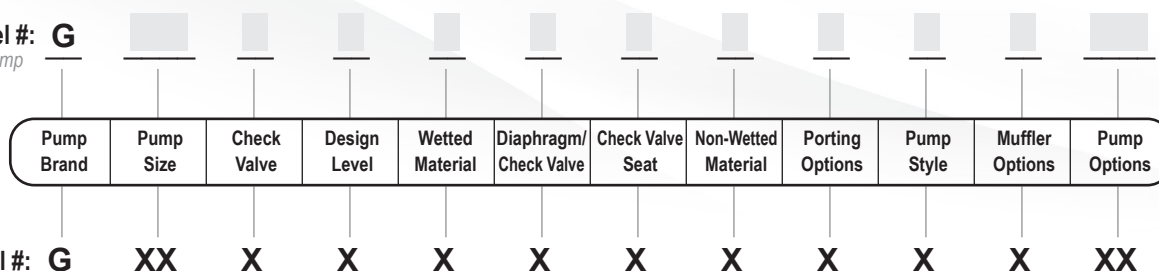 el #: G
mp
Pump Brand Pump Size Check Valve Design Level Wetted Material Diaphragm/ Check Valve Check Valve Seat Non-Wetted Material Porting Options Pump Style Muffler Options Pump Options
l #: G XX X X X X X X X X X XX